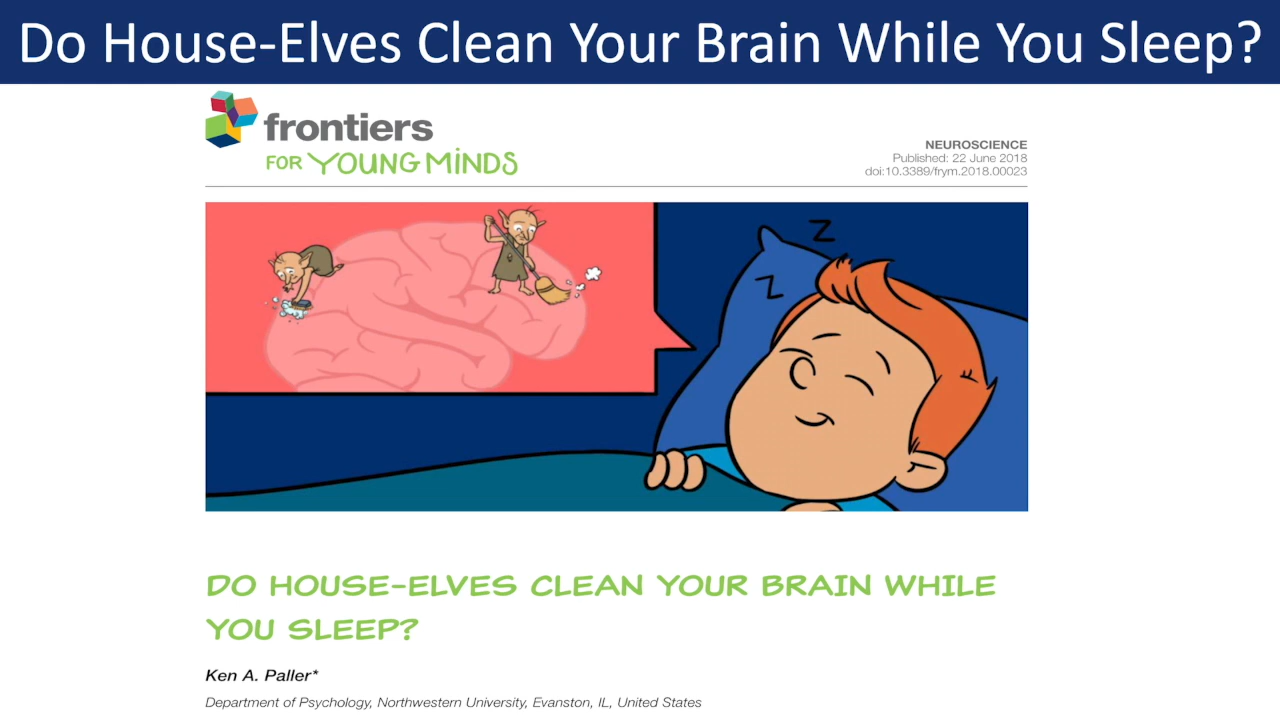 Do House-Elves Clean Your Brain While You Sleep?
frontiers
FOR YOUNG MINDS
NEUROSCIENCE
Published: 22 June 2018
doi:10.3389/frym.2018.00023
Z
Z
DO HOUSE-ELVES CLEAN YOUR BRAIN WHILE
YOU SLEEP?
Ken A. Paller*
Department of Psychology, Northwestern University, Evanston, IL, United States